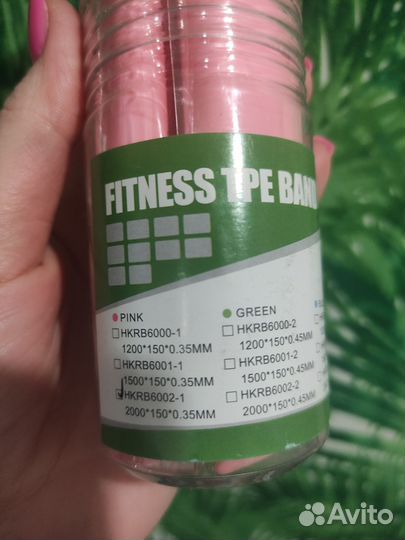 FITNESS TPE BAND
PINK
HKRB6000-1
1200*150*0.35MM
HKRB6001-1
1500*150*0.35MM
HKRB6002-1
2000*150*0.35MM
GREEN
HKRB6000-2
1200*150*0.45MM
HKRB6001-2
1500*150*0.45MM
HKRB6002-2
2000*150*0.45MM
Avito